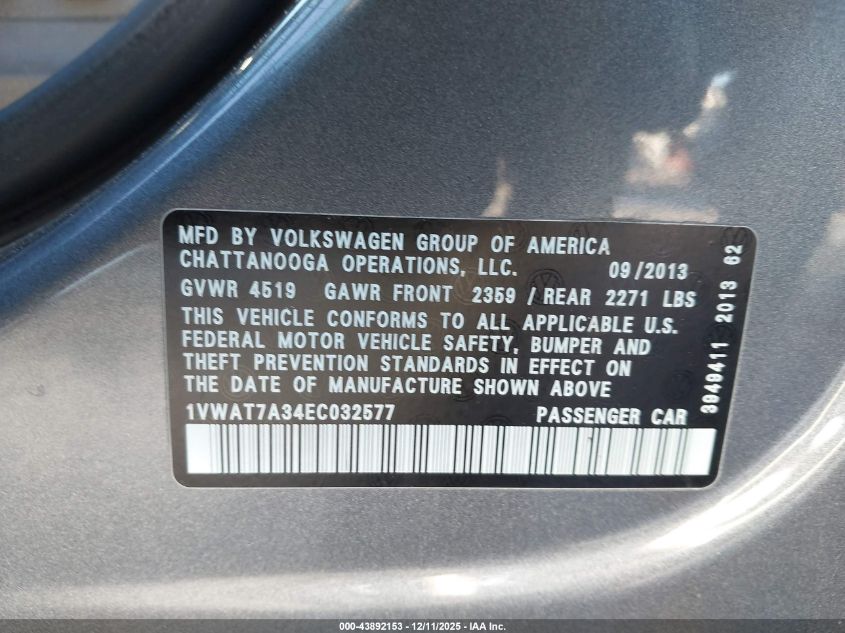 MFD BY VOLKSWAGEN GROUP OF AMERICA
CHATTANOOGA OPERATIONS, LLC. 09/2013
GVWR 4519 GAWR FRONT 2359 / REAR 2271 LBS
THIS VEHICLE CONFORMS TO ALL APPLICABLE U.S.
FEDERAL MOTOR VEHICLE SAFETY, BUMPER AND
THEFT PREVENTION STANDARDS IN EFFECT ON
THE DATE OF MANUFACTURE SHOWN ABOVE
1VWAT7A34EC032577 PASSENGER CAR
3949411 2013 62
000-43892153 - 12/11/2025 - IAA Inc.